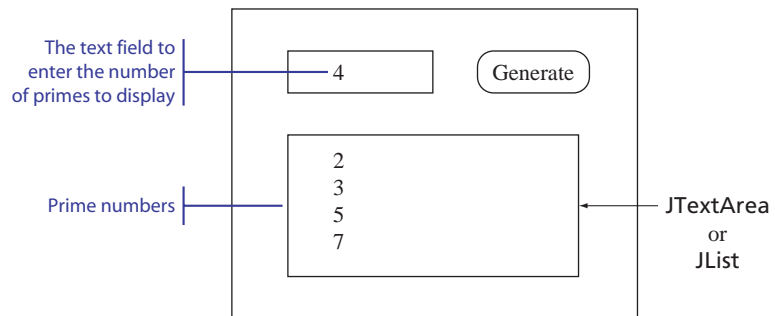 The text field to
enter the number
of primes to display
4
Generate
Prime numbers
2
3
5
7
JTextArea
or
JList